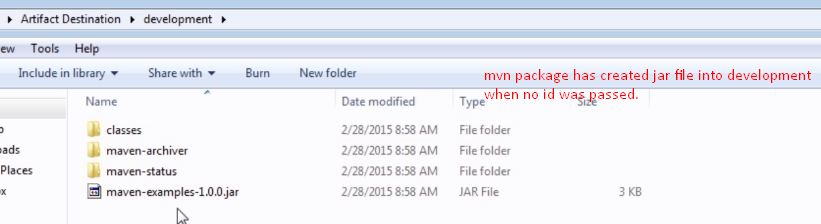 Artifact Destination development
ew Tools Help
Include in library Share with Burn New folder
mvn package has created jar file into development
when no id was passed.
Name Date modified Type Size
classes 2/28/2015 8:58 AM File folder
maven-archiver 2/28/2015 8:58 AM File folder
oads
maven-status 2/28/2015 8:58 AM File folder
Places
maven-examples-1.0.0.jar 2/28/2015 8:58 AM JAR File 3 KB